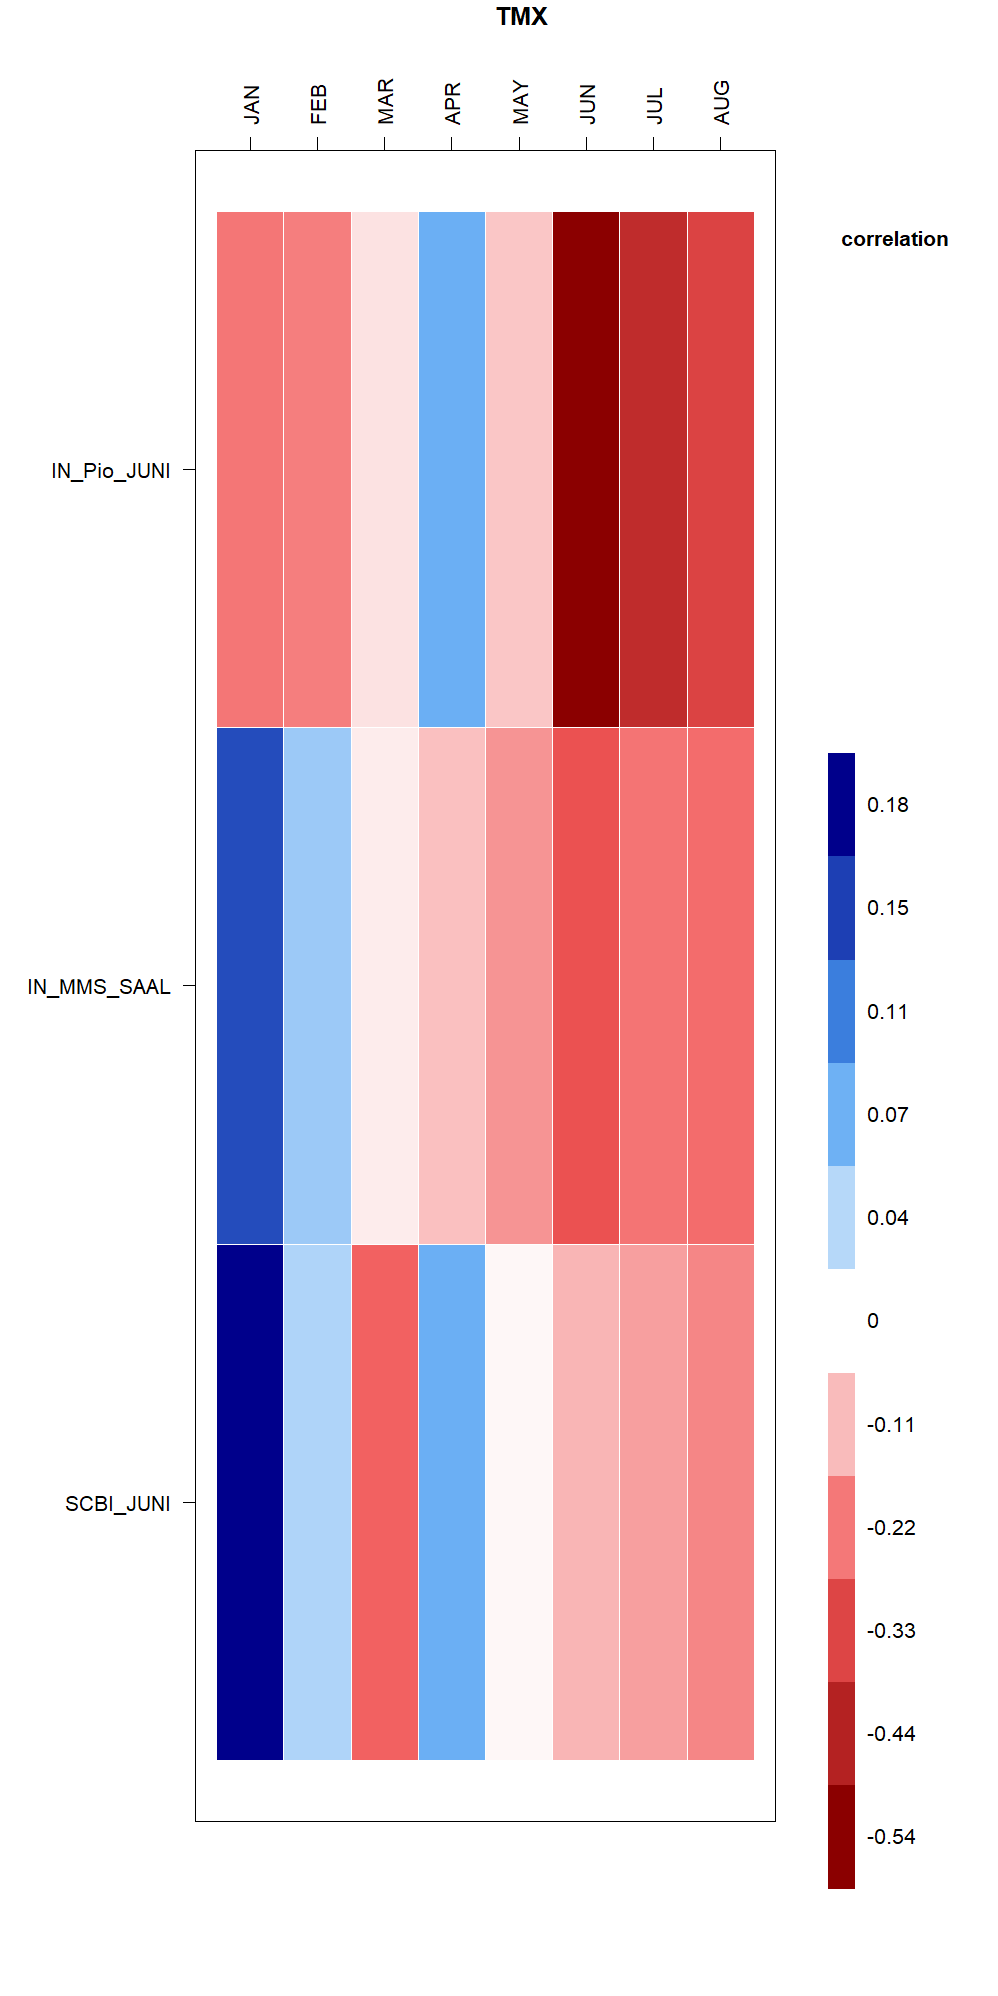 TMX
JAN
FEB
MAR
APR
MAY
JUN
JUL
AUG
correlation
IN_Pio_JUNI
IN_MMS_SAAL
SCBI_JUNI
0.18
0.15
0.11
0.07
0.04
0
-0.11
-0.22
-0.33
-0.44
-0.54